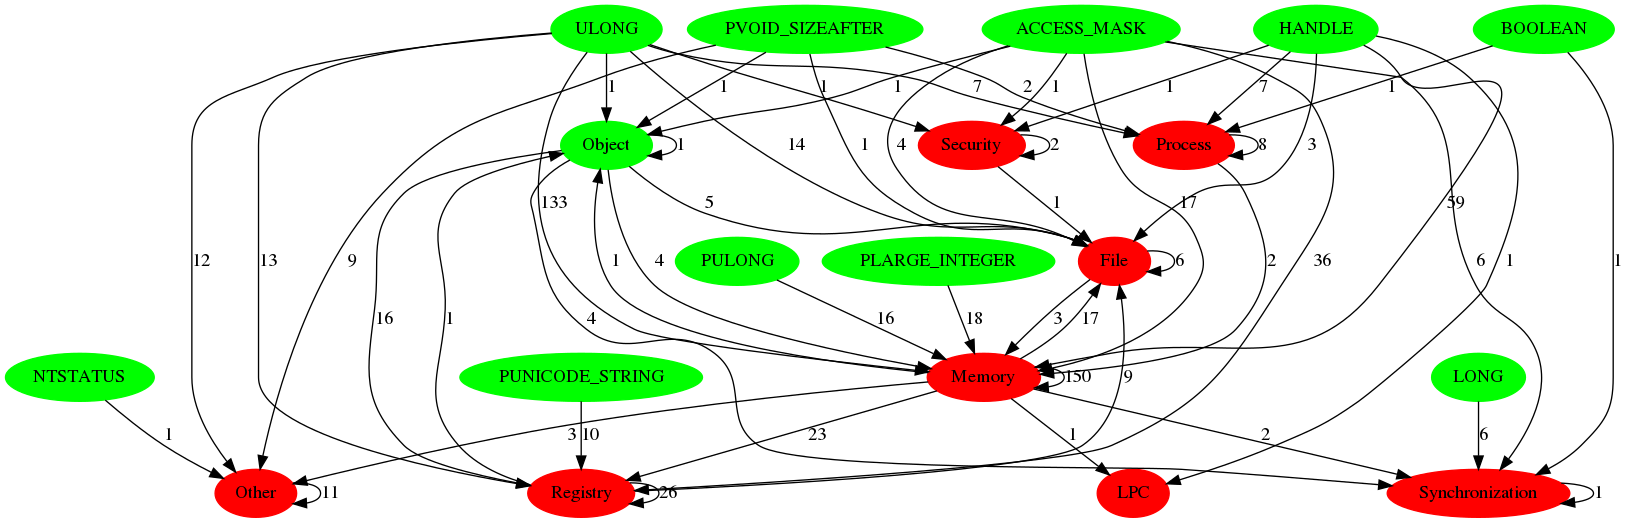 ULONG PVOID_SIZEAFTER ACCESS_MASK HANDLE BOOLEAN
1 1 1 7 2 1 1 7 1
Object Security Process
1 2 8
133 14 1 4 3
5 1 17 59
12 13 9 16 1 1 4 2 36 6 1 1
PULONG PLARGE_INTEGER File
6
4 16 18 3 17
NTSTATUS PUNICODE_STRING Memory LONG
150 9
1 3 10 23 1 2 6
Other Registry LPC Synchronization
11 26 1